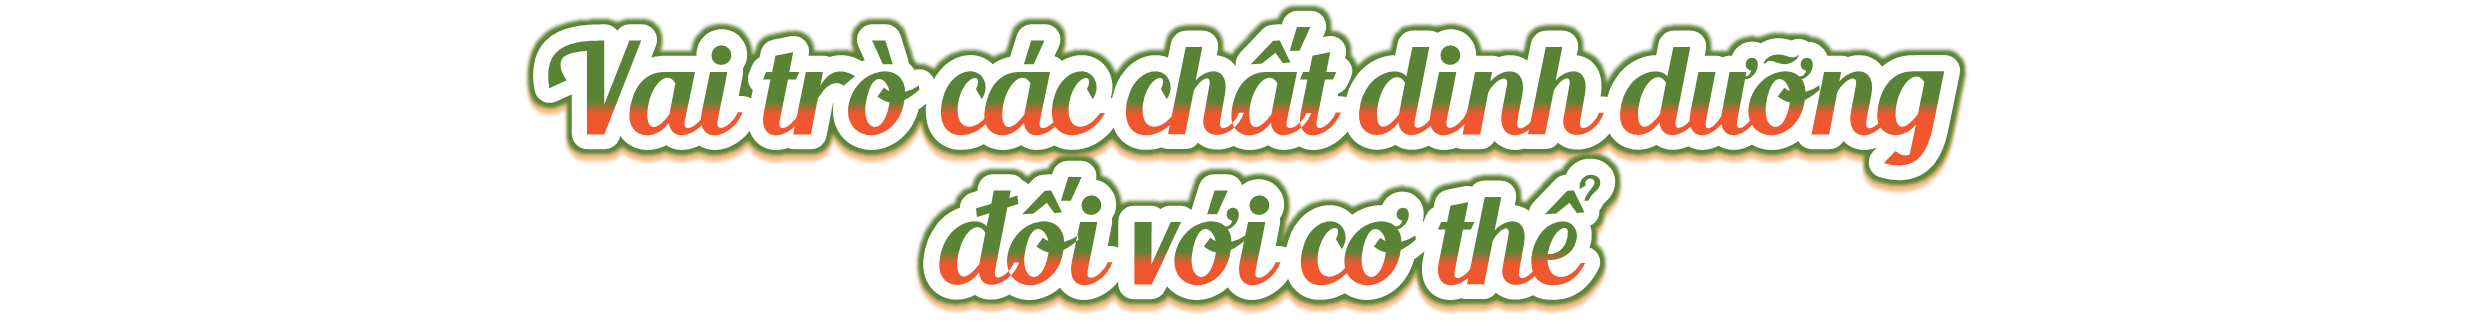 Vai trò các chất dinh dưỡng
đối với cơ thể